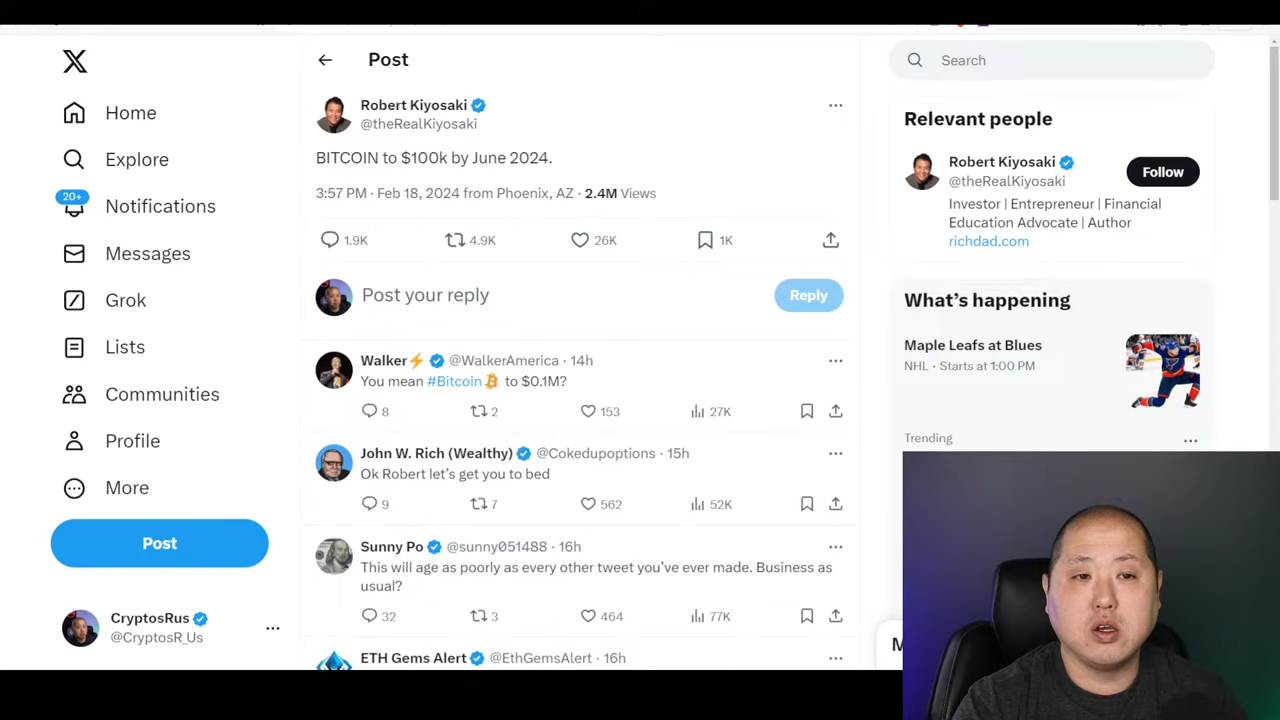 Post
Search
Home
Explore
20+
Notifications
Messages
Grok
Lists
Communities
Profile
More
Post
CryptosRus
@CryptosR_Us
Robert Kiyosaki
@theRealKiyosaki
BITCOIN to $100k by June 2024.
3:57 PM · Feb 18, 2024 from Phoenix, AZ · 2.4M Views
1.9K 4.9K 26K 1K
Post your reply
Reply
Walker⚡ @WalkerAmerica · 14h
You mean #Bitcoin to $0.1M?
8 2 153 27K
John W. Rich (Wealthy) @Cokedupoptions · 15h
Ok Robert let's get you to bed
9 7 562 52K
Sunny Po @sunny051488 · 16h
This will age as poorly as every other tweet you've ever made. Business as
usual?
32 3 464 77K
ETH Gems Alert @EthGemsAlert · 16h
Relevant people
Robert Kiyosaki
@theRealKiyosaki
Follow
Investor | Entrepreneur | Financial
Education Advocate | Author
richdad.com
What's happening
Maple Leafs at Blues
NHL · Starts at 1:00 PM
Trending